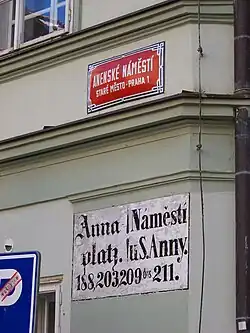 ANENSKÉ NÁMĚSTÍ
STARÉ MĚSTO - PRAHA 1
Anna / Náměstí
platz. / u S. Anny.
188, 203 209 bis 211.